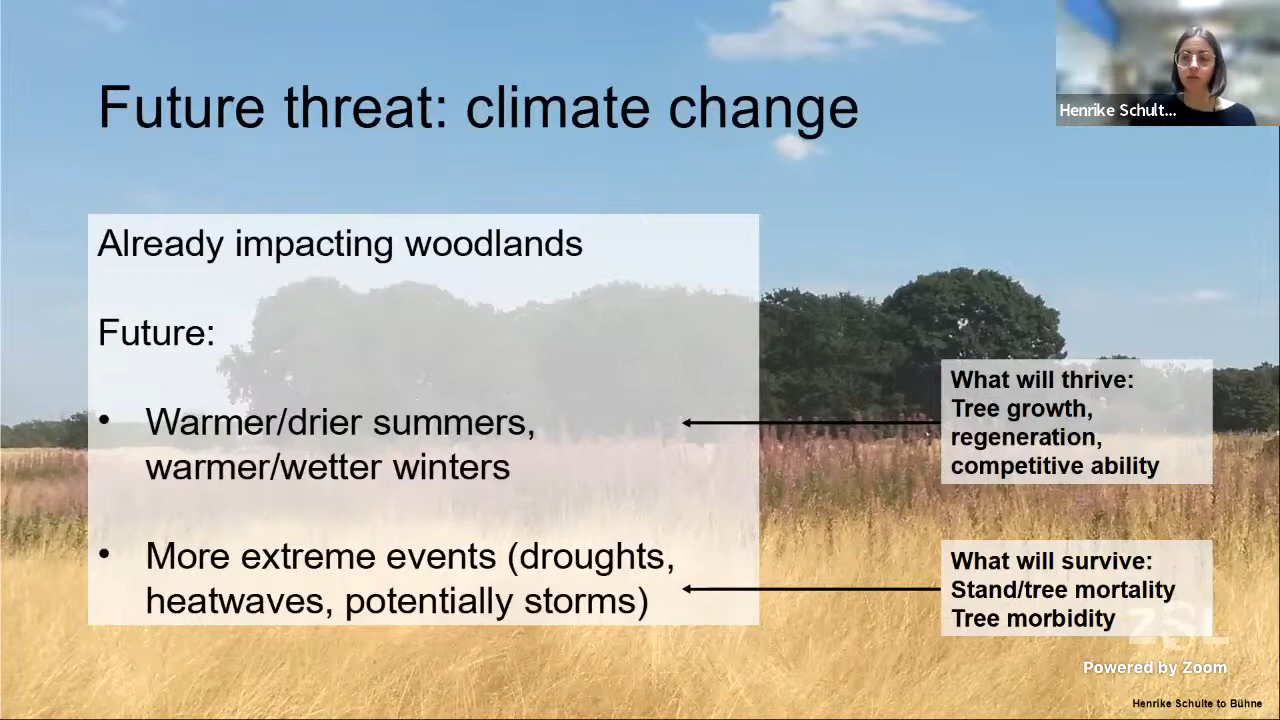 Future threat: climate change
Henrike Schult...
Already impacting woodlands
Future:
• Warmer/drier summers,
warmer/wetter winters
• More extreme events (droughts,
heatwaves, potentially storms)
What will thrive:
Tree growth,
regeneration,
competitive ability
What will survive:
Stand/tree mortality
Tree morbidity
ZSL
Powered by Zoom
Henrike Schulte to Bühne